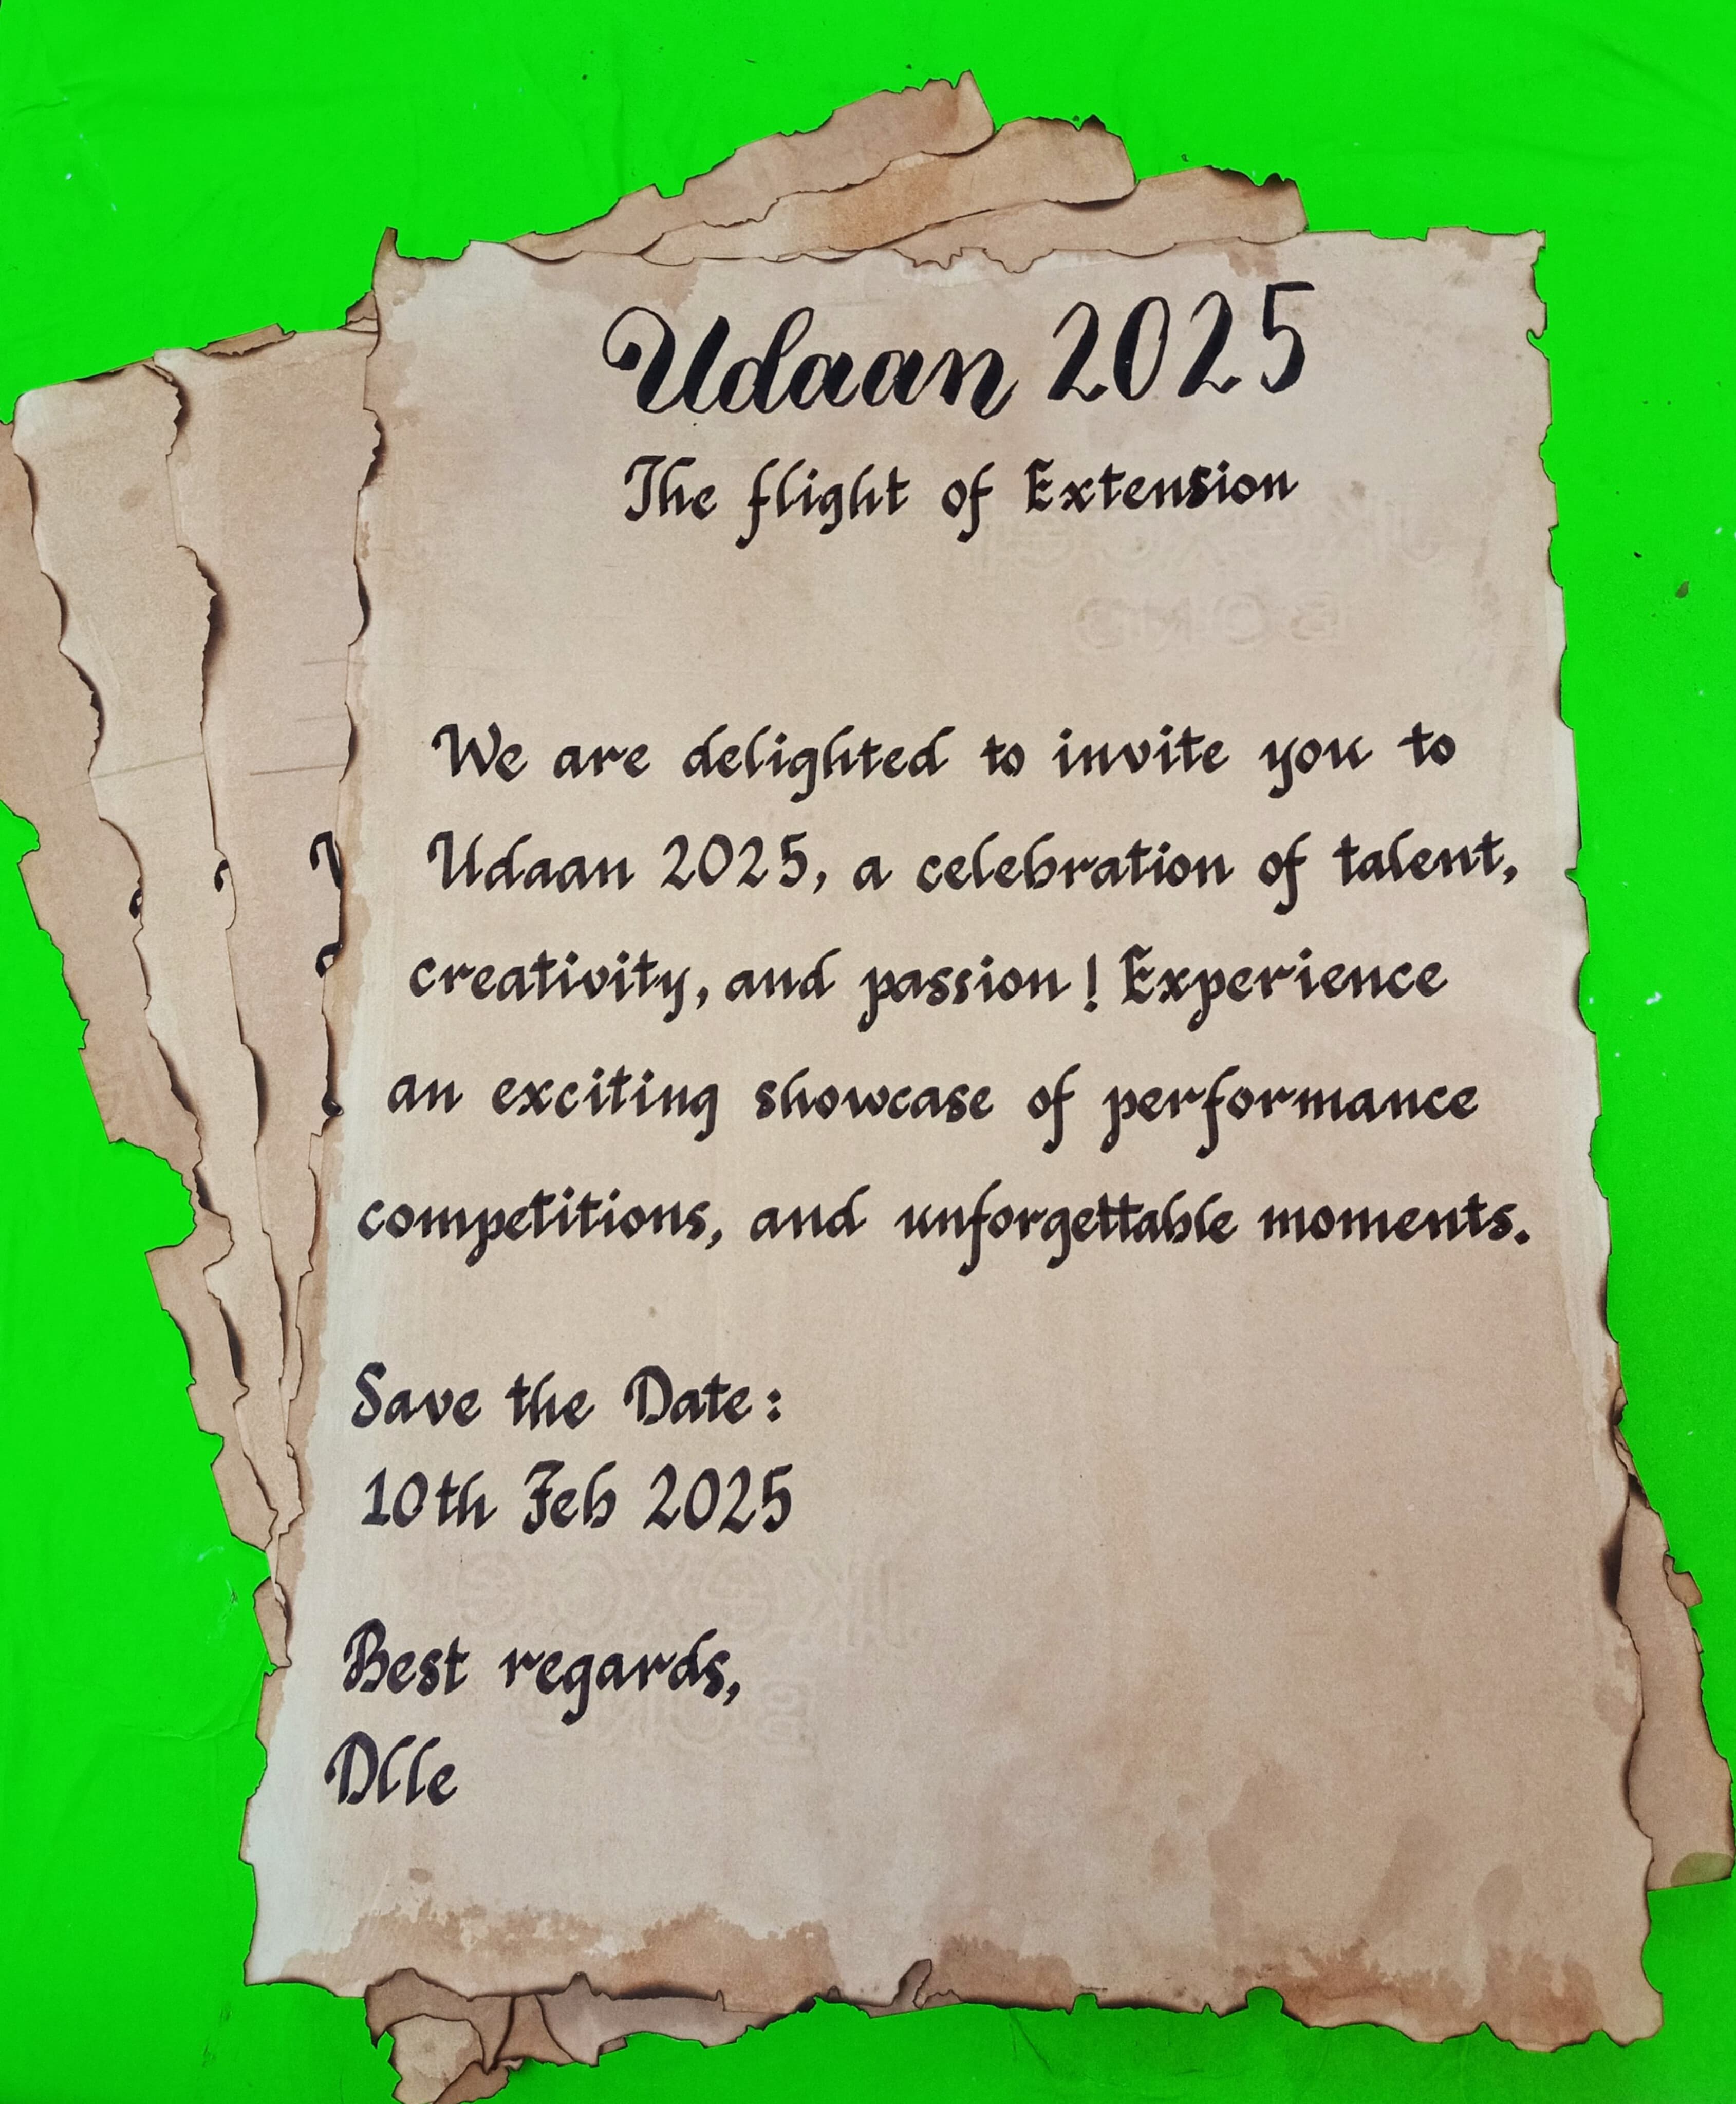 Udaan 2025
The flight of Extension
We are delighted to invite you to
Udaan 2025, a celebration of talent,
creativity, and passion! Experience
an exciting showcase of performance
competitions, and unforgettable moments.
Save the Date:
10th Feb 2025
Best regards,
Dlle